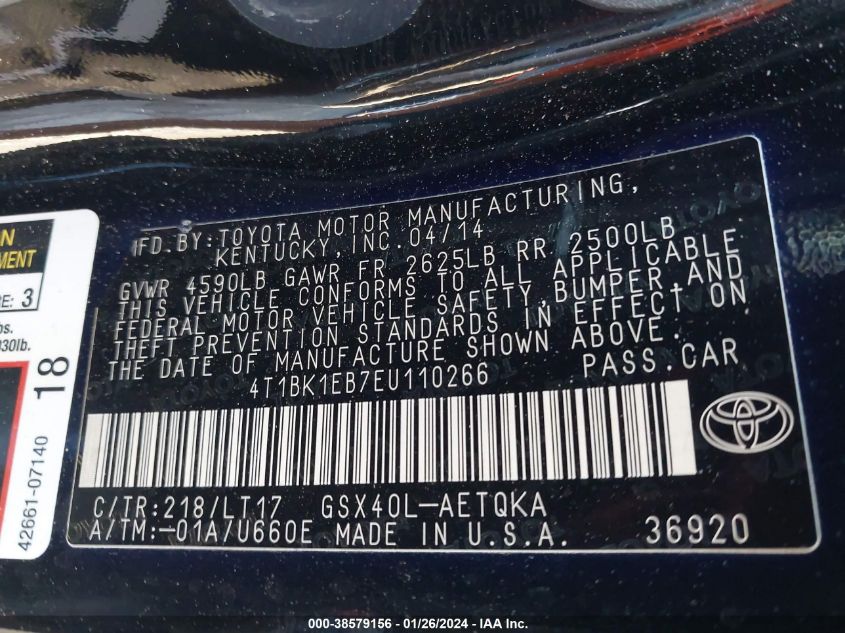 MFD. BY: TOYOTA MOTOR MANUFACTURING,
KENTUCKY, INC. 04/14
GVWR 4590LB GAWR FR 2625LB RR 2500LB
THIS VEHICLE CONFORMS TO ALL APPLICABLE
FEDERAL MOTOR VEHICLE SAFETY, BUMPER, AND
THEFT PREVENTION STANDARDS IN EFFECT ON
THE DATE OF MANUFACTURE SHOWN ABOVE.
4T1BK1EB7EU110266 PASS. CAR
C/TR: 218/LT17 GSX40L-AETQKA
A/TM: -01A/U660E MADE IN U.S.A. 36920
3
18
42661-07140
000-38579156 - 01/26/2024 - IAA Inc.